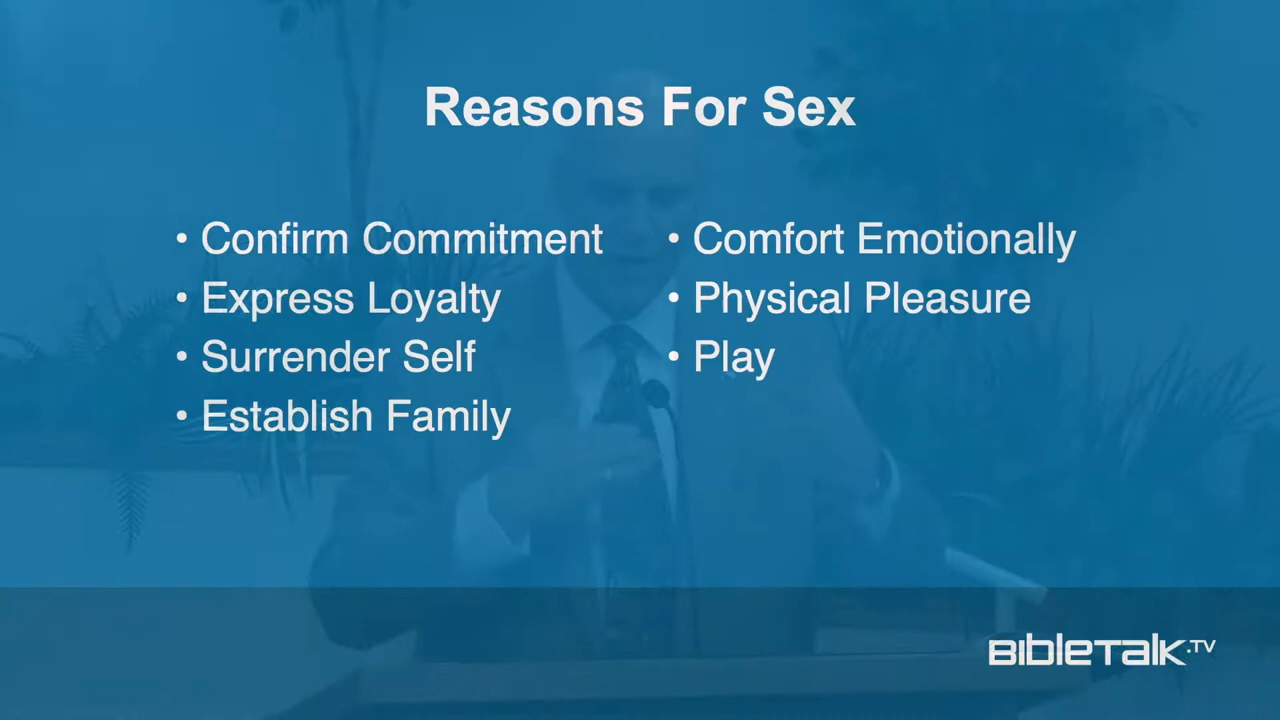 Reasons For Sex
• Confirm Commitment
• Express Loyalty
• Surrender Self
• Establish Family
• Comfort Emotionally
• Physical Pleasure
• Play
BibleTalk.TV